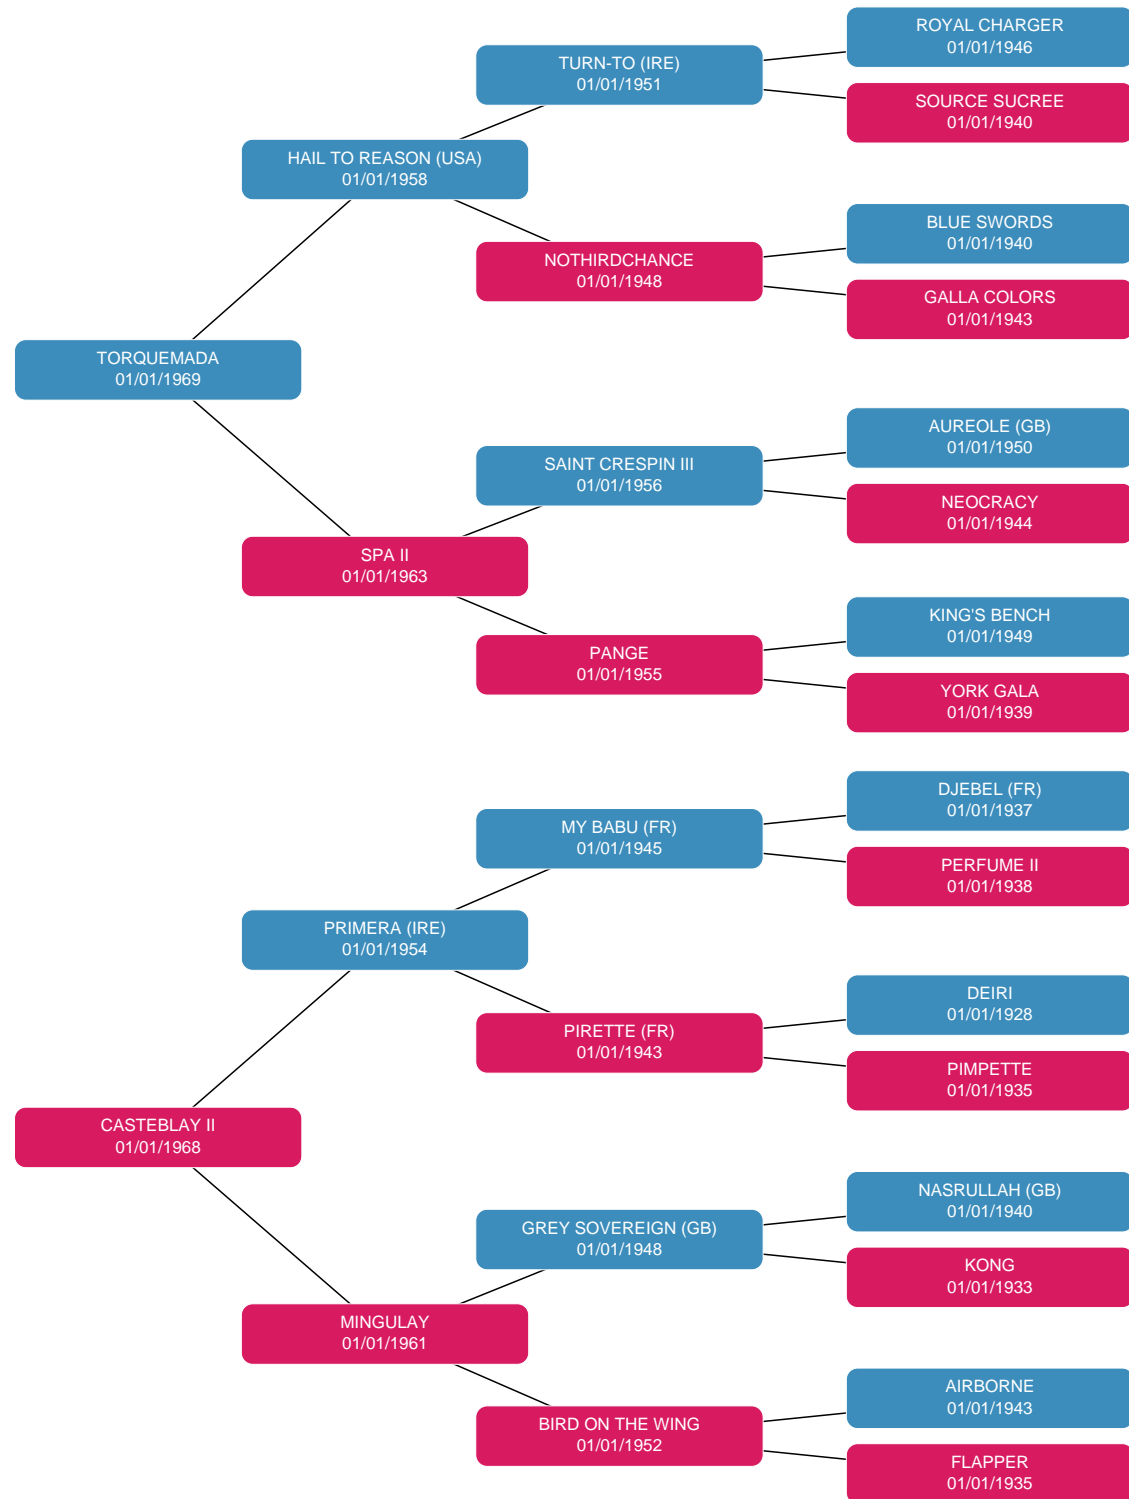 ROYAL CHARGER
01/01/1946
TURN-TO (IRE)
01/01/1951
SOURCE SUCREE
01/01/1940
HAIL TO REASON (USA)
01/01/1958
BLUE SWORDS
01/01/1940
NOTHIRDCHANCE
01/01/1948
GALLA COLORS
01/01/1943
TORQUEMADA
01/01/1969
AUREOLE (GB)
01/01/1950
SAINT CRESPIN III
01/01/1956
NEOCRACY
01/01/1944
SPA II
01/01/1963
KING'S BENCH
01/01/1949
PANGE
01/01/1955
YORK GALA
01/01/1939
DJEBEL (FR)
01/01/1937
MY BABU (FR)
01/01/1945
PERFUME II
01/01/1938
PRIMERA (IRE)
01/01/1954
DEIRI
01/01/1928
PIRETTE (FR)
01/01/1943
PIMPETTE
01/01/1935
CASTEBLAY II
01/01/1968
NASRULLAH (GB)
01/01/1940
GREY SOVEREIGN (GB)
01/01/1948
KONG
01/01/1933
MINGULAY
01/01/1961
AIRBORNE
01/01/1943
BIRD ON THE WING
01/01/1952
FLAPPER
01/01/1935